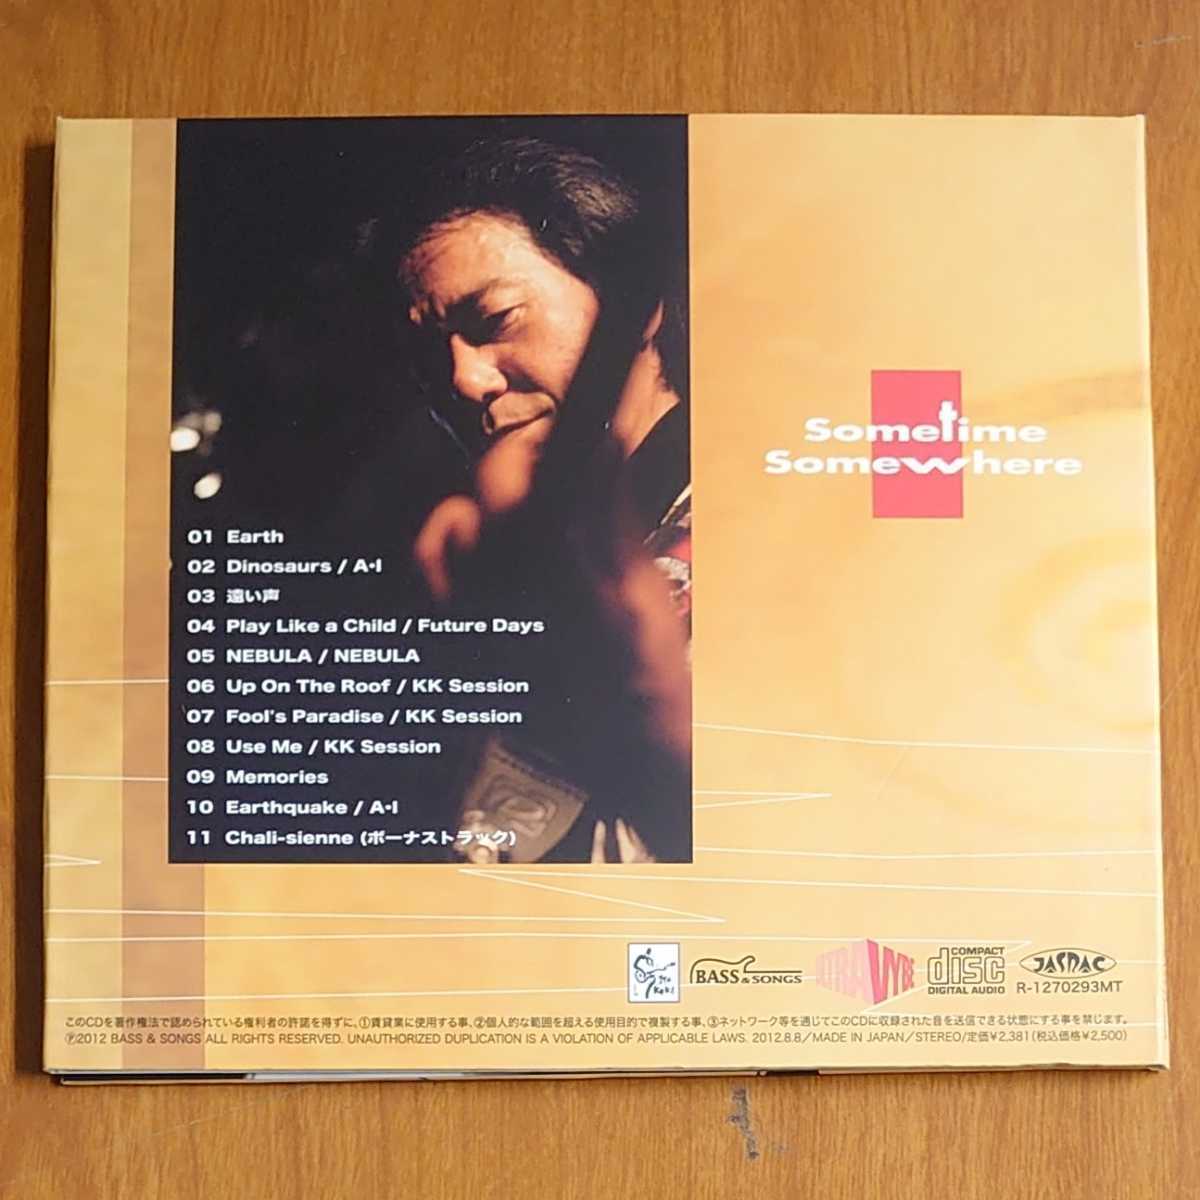 Sometime
Somewhere
01 Earth
02 Dinosaurs / A•I
03 遠い声
04 Play Like a Child / Future Days
05 NEBULA / NEBULA
06 Up On The Roof / KK Session
07 Fool's Paradise / KK Session
08 Use Me / KK Session
09 Memories
10 Earthquake / A•I
11 Chali-sienne (ボーナストラック)
BASS & SONGS
XTRAVYBE
COMPACT
disc
DIGITAL AUDIO
JASRAC
R-1270293MT
このCDを著作権法で認められている権利者の許諾を得ずに、①賃貸業に使用する事、②個人的な範囲を超える使用目的で複製する事、③ネットワーク等を通じてこのCDに収録された音を送信できる状態にする事を禁じます。
Ⓟ2012 BASS & SONGS ALL RIGHTS RESERVED. UNAUTHORIZED DUPLICATION IS A VIOLATION OF APPLICABLE LAWS. 2012.8.8／MADE IN JAPAN／STEREO/定価¥2,381(税込価格¥2,500)